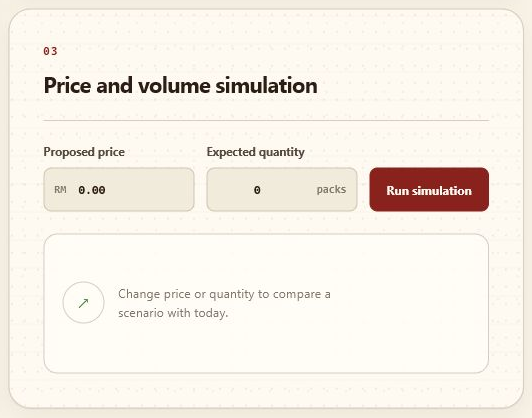 03
Price and volume simulation
Proposed price
Expected quantity
RM 0.00
0 packs
Run simulation
Change price or quantity to compare a
scenario with today.